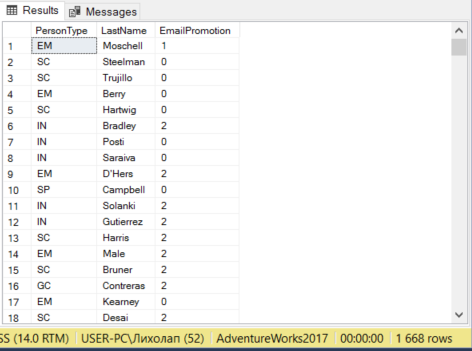 Results Messages
PersonType LastName EmailPromotion
1 EM Moschell 1
2 SC Steelman 0
3 SC Trujillo 0
4 EM Berry 0
5 SC Hartwig 0
6 IN Bradley 2
7 IN Posti 0
8 IN Saraiva 0
9 EM D'Hers 2
10 SP Campbell 0
11 IN Solanki 2
12 IN Gutierrez 2
13 SC Harris 2
14 EM Male 2
15 SC Bruner 2
16 GC Contreras 2
17 EM Kearney 0
18 SC Desai 2
SS (14.0 RTM) USER-PC\Лихолап (52) AdventureWorks2017 00:00:00 1 668 rows